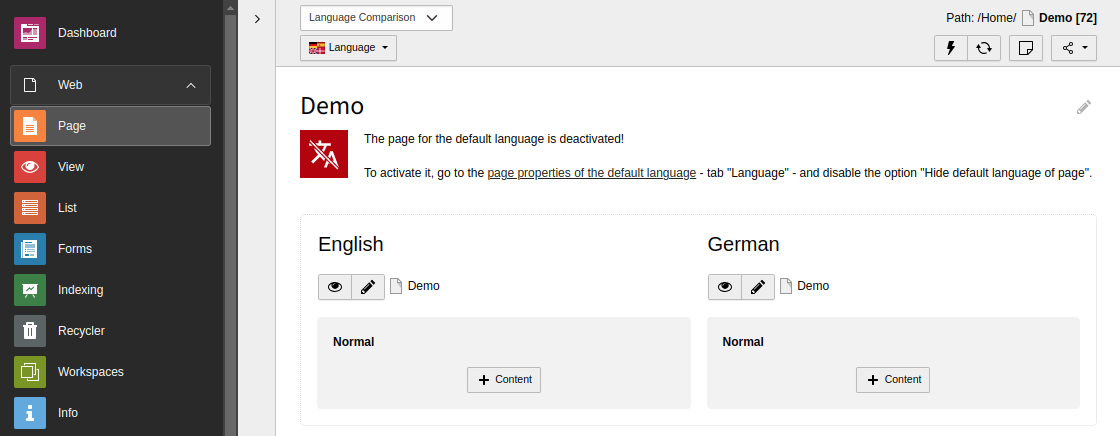 Dashboard
Web
Page
View
List
Forms
Indexing
Recycler
Workspaces
Info
Language Comparison
Path: /Home/ Demo [72]
Language
Demo
The page for the default language is deactivated!
To activate it, go to the page properties of the default language - tab "Language" - and disable the option "Hide default language of page".
English
Demo
Normal
Content
German
Demo
Normal
Content